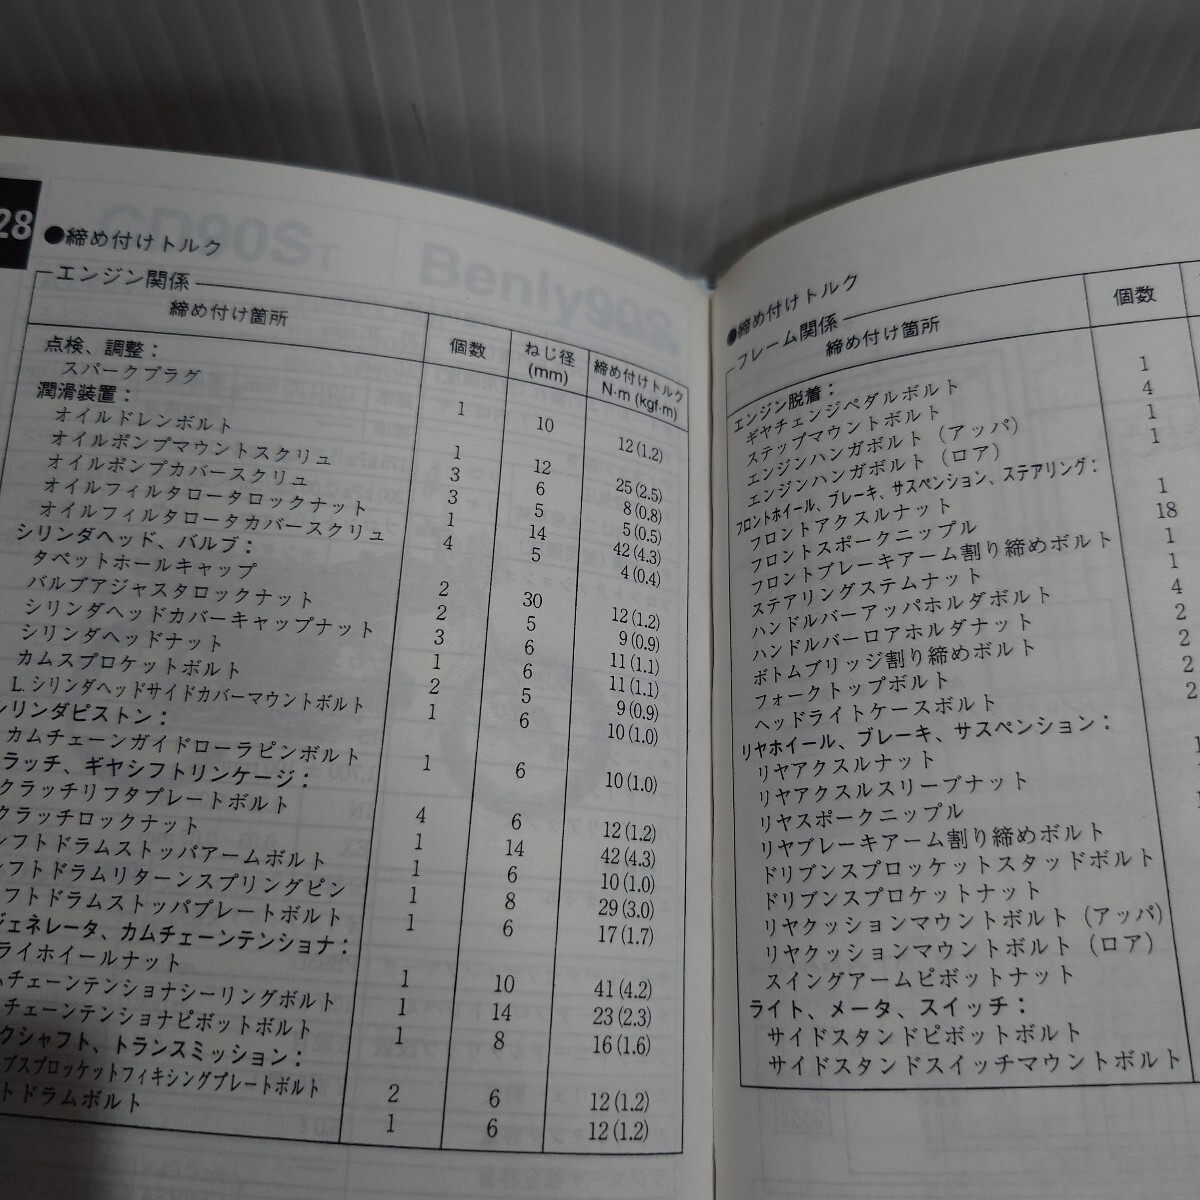 28
●締め付けトルク
エンジン関係
締め付け箇所 個数 ねじ径 (mm) 締め付けトルク N·m (kgf·m)
点検、調整：
スパークプラグ 1 10 12 (1.2)
潤滑装置：
オイルドレンボルト 1 12 25 (2.5)
オイルポンプマウントスクリュ 3 6 8 (0.8)
オイルポンプカバースクリュ 3 5 5 (0.5)
オイルフィルタロータロックナット 1 14 42 (4.3)
オイルフィルタロータカバースクリュ 4 5 4 (0.4)
シリンダヘッド、バルブ：
タペットホールキャップ 2 30 12 (1.2)
バルブアジャスタロックナット 2 5 9 (0.9)
シリンダヘッドカバーキャップナット 3 6 11 (1.1)
シリンダヘッドナット 1 6 11 (1.1)
カムスプロケットボルト 2 5 9 (0.9)
L.シリンダヘッドサイドカバーマウントボルト 1 6 10 (1.0)
シリンダピストン：
カムチェーンガイドローラピンボルト 1 6 10 (1.0)
ラッチ、ギヤシフトリンケージ：
クラッチリフタプレートボルト 4 6 12 (1.2)
クラッチロックナット 1 14 42 (4.3)
シフトドラムストッパアームボルト 1 6 10 (1.0)
シフトドラムリターンスプリングピン 1 8 29 (3.0)
フトドラムストッパプレートボルト 1 6 17 (1.7)
ジェネレータ、カムチェーンテンショナ：
ライホイールナット 1 10 41 (4.2)
ムチェーンテンショナシーリングボルト 1 14 23 (2.3)
チェーンテンショナピボットボルト 1 8 16 (1.6)
クシャフト、トランスミッション：
ブスプロケットフィキシングプレートボルト 2 6 12 (1.2)
トドラムボルト 1 6 12 (1.2)
●締め付けトルク
フレーム関係
締め付け箇所 個数
エンジン脱着：
ギヤチェンジペダルボルト 1
ステップマウントボルト 4
エンジンハンガボルト（アッパ） 1
エンジンハンガボルト（ロア） 1
フロントホイール、ブレーキ、サスペンション、ステアリング：
フロントアクスルナット 1
フロントスポークニップル 18
フロントブレーキアーム割り締めボルト 1
ステアリングステムナット 1
ハンドルバーアッパホルダボルト 4
ハンドルバーロアホルダナット 2
ボトムブリッジ割り締めボルト 2
フォークトップボルト 2
ヘッドライトケースボルト 2
リヤホイール、ブレーキ、サスペンション：
リヤアクスルナット
リヤアクスルスリーブナット
リヤスポークニップル
リヤブレーキアーム割り締めボルト
ドリブンスプロケットスタッドボルト
ドリブンスプロケットナット
リヤクッションマウントボルト（アッパ）
リヤクッションマウントボルト（ロア）
スイングアームピボットナット
ライト、メータ、スイッチ：
サイドスタンドピボットボルト
サイドスタンドスイッチマウントボルト